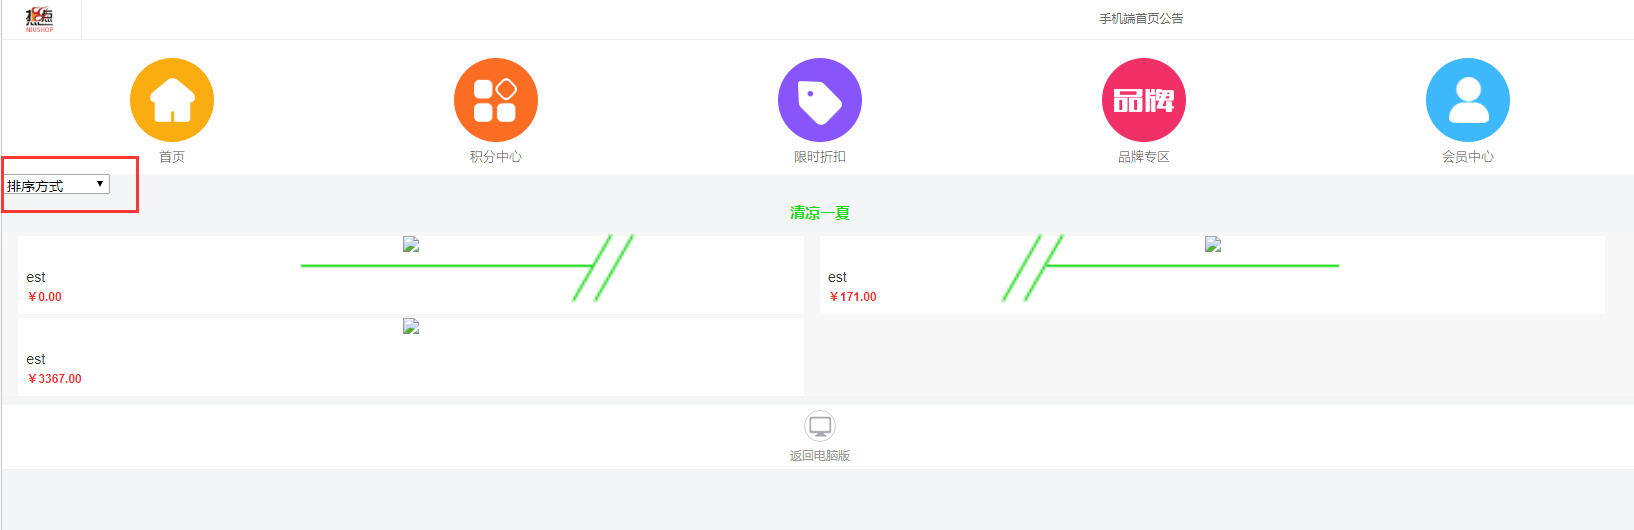 热点
NIUSHOP
手机端首页公告
品牌
首页
积分中心
限时折扣
品牌专区
会员中心
排序方式
清凉一夏
est
¥0.00
est
¥171.00
est
¥3367.00
返回电脑版